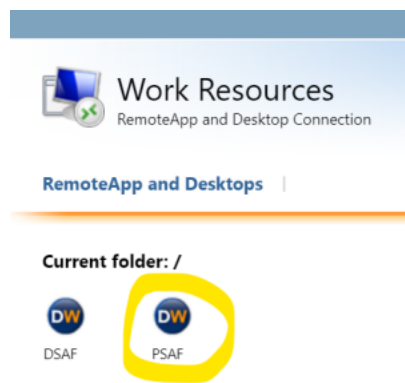 Work Resources
RemoteApp and Desktop Connection
RemoteApp and Desktops
Current folder: /
DW DW
DSAF PSAF